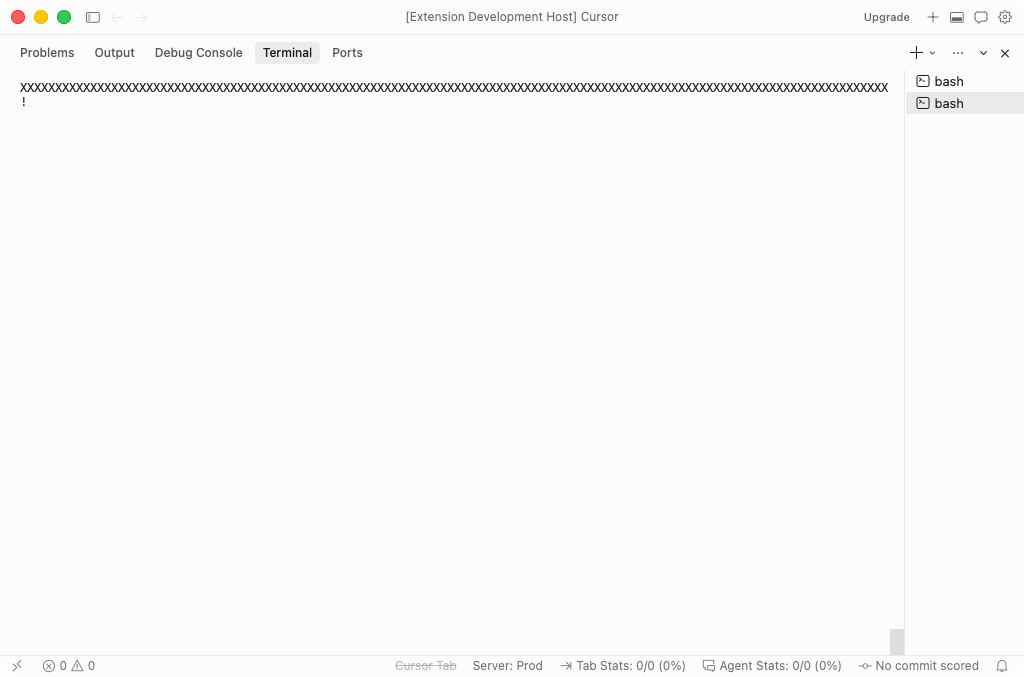 [Extension Development Host] Cursor
Upgrade
Problems Output Debug Console Terminal Ports
XXXXXXXXXXXXXXXXXXXXXXXXXXXXXXXXXXXXXXXXXXXXXXXXXXXXXXXXXXXXXXXXXXXXXXXXXXXXXXXXXXXXXXXXXXXXXXXXXXXXXXXXXXXXXXXXXXXXXXXXXXXX
!
bash
bash
0 0 Cursor Tab Server: Prod Tab Stats: 0/0 (0%) Agent Stats: 0/0 (0%) No commit scored